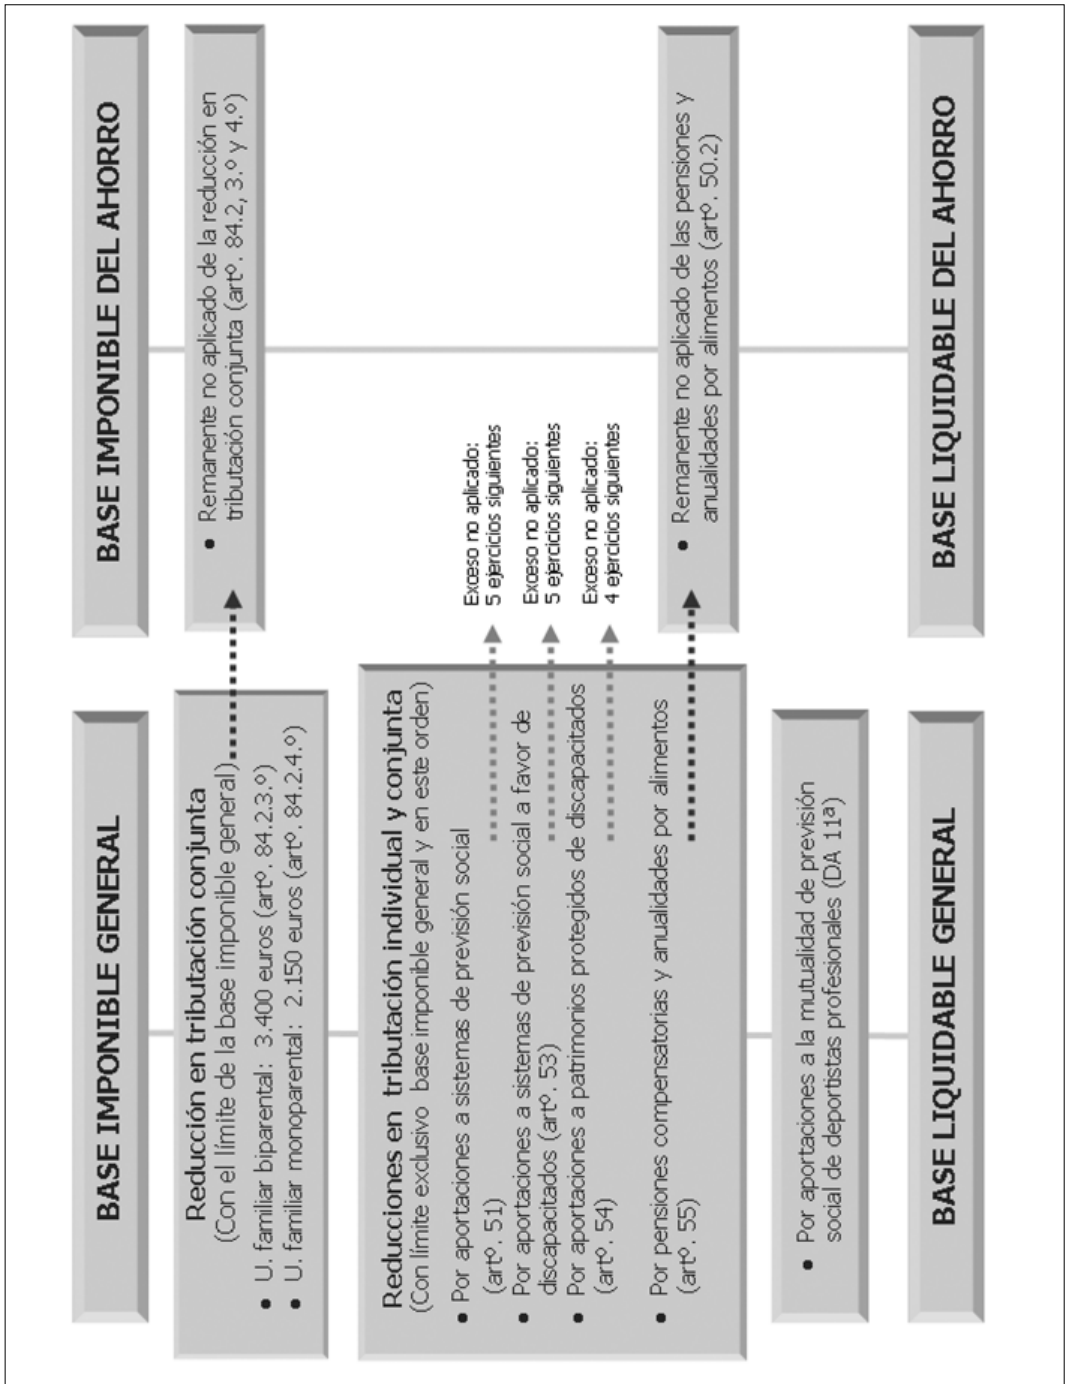 BASE IMPONIBLE GENERAL
Reducción en tributación conjunta
(Con el límite de la base imponible general)
• U. familiar biparental: 3.400 euros (artº. 84.2.3.º)
• U. familiar monoparental: 2.150 euros (artº. 84.2.4.º)
Reducciones en tributación individual y conjunta
(Con límite exclusivo base imponible general y en este orden)
• Por aportaciones a sistemas de previsión social
(artº. 51)
• Por aportaciones a sistemas de previsión social a favor de
discapacitados (artº. 53)
• Por aportaciones a patrimonios protegidos de discapacitados
(artº. 54)
• Por pensiones compensatorias y anualidades por alimentos
(artº. 55)
• Por aportaciones a la mutualidad de previsión
social de deportistas profesionales (DA 11ª)
BASE LIQUIDABLE GENERAL
BASE IMPONIBLE DEL AHORRO
• Remanente no aplicado de la reducción en
tributación conjunta (artº. 84.2, 3.º y 4.º)
Exceso no aplicado:
5 ejercicios siguientes
Exceso no aplicado:
5 ejercicios siguientes
Exceso no aplicado:
4 ejercicios siguientes
• Remanente no aplicado de las pensiones y
anualidades por alimentos (artº. 50.2)
BASE LIQUIDABLE DEL AHORRO